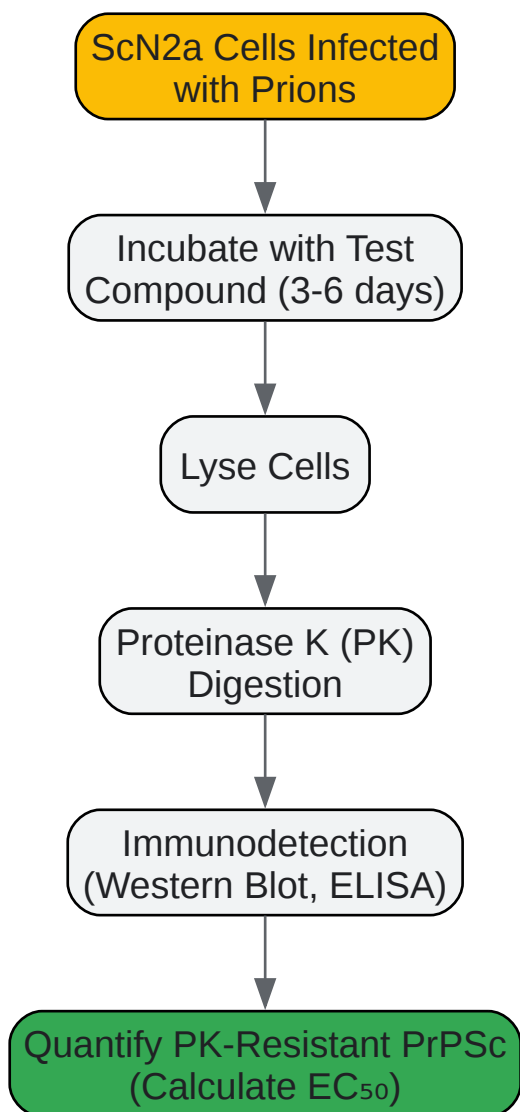 ScN2a Cells Infected
with Prions
Incubate with Test
Compound (3-6 days)
Lyse Cells
Proteinase K (PK)
Digestion
Immunodetection
(Western Blot, ELISA)
Quantify PK-Resistant PrPSc
(Calculate EC₅₀)